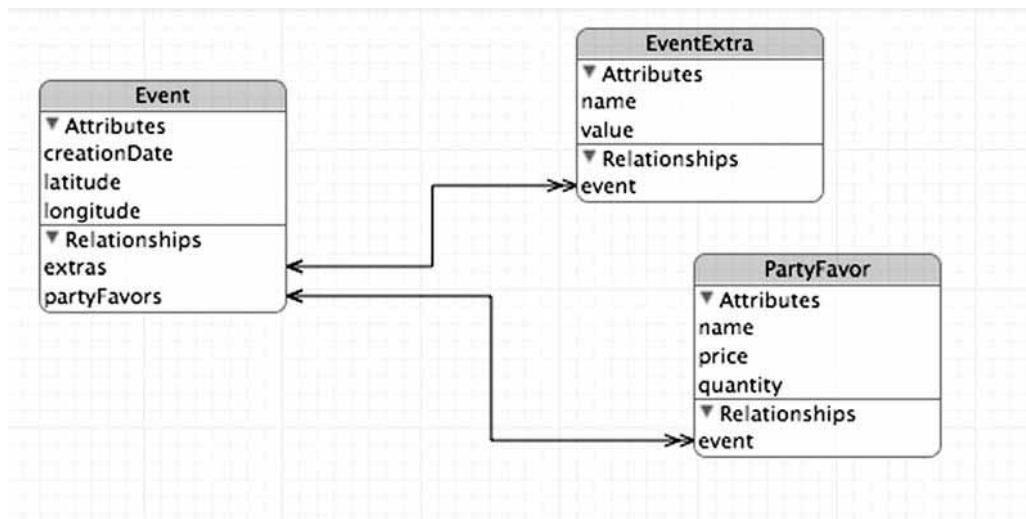 Event
Attributes
creationDate
latitude
longitude
Relationships
extras
partyFavors
EventExtra
Attributes
name
value
Relationships
event
PartyFavor
Attributes
name
price
quantity
Relationships
event